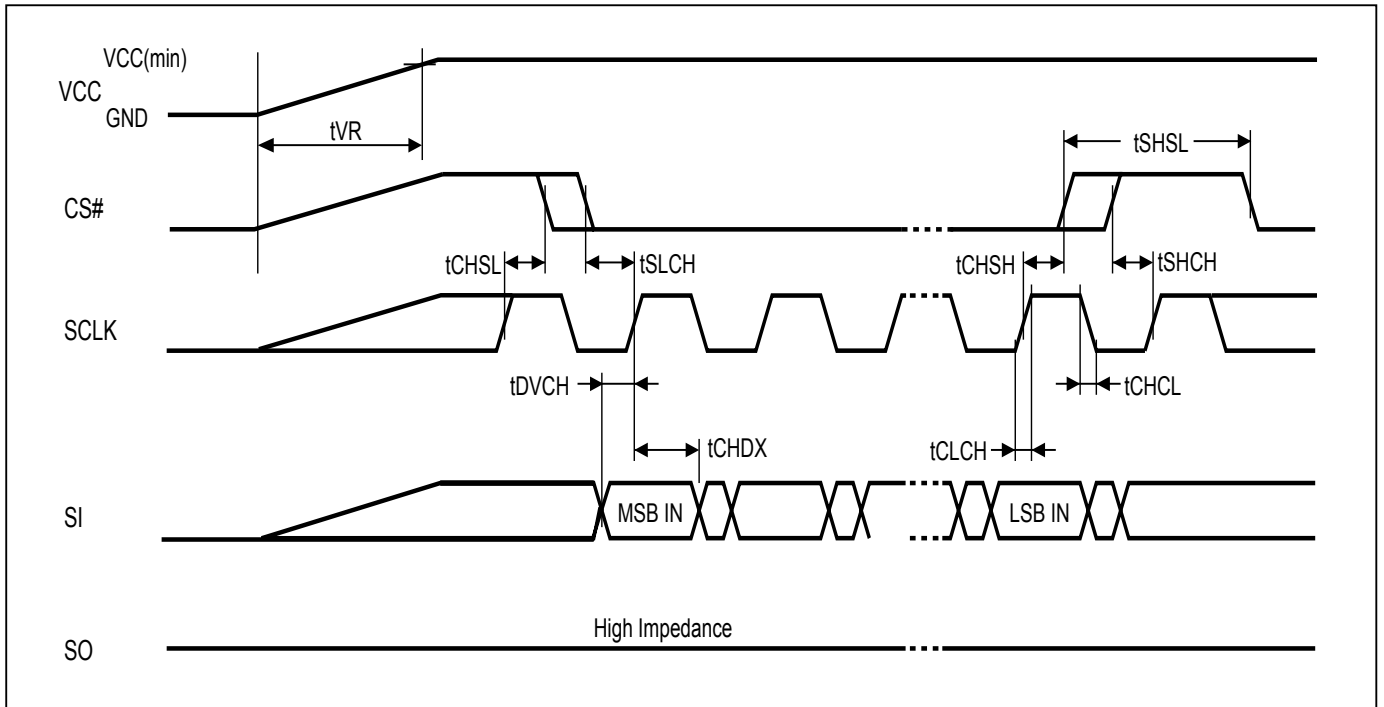 VCC(min)
VCC
GND
tVR
tSHSL
CS#
tCHSL
tSLCH
tCHSH
tSHCH
SCLK
tDVCH
tCHCL
tCHDX
tCLCH
SI
MSB IN
LSB IN
High Impedance
SO